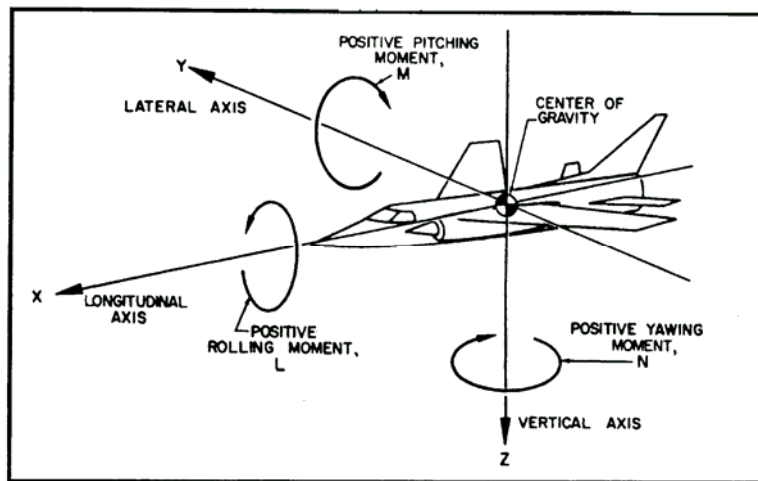 POSITIVE PITCHING
MOMENT,
M
Y
LATERAL AXIS
CENTER OF
GRAVITY
X
LONGITUDINAL
AXIS
POSITIVE
ROLLING MOMENT,
L
POSITIVE YAWING
MOMENT,
N
VERTICAL AXIS
Z